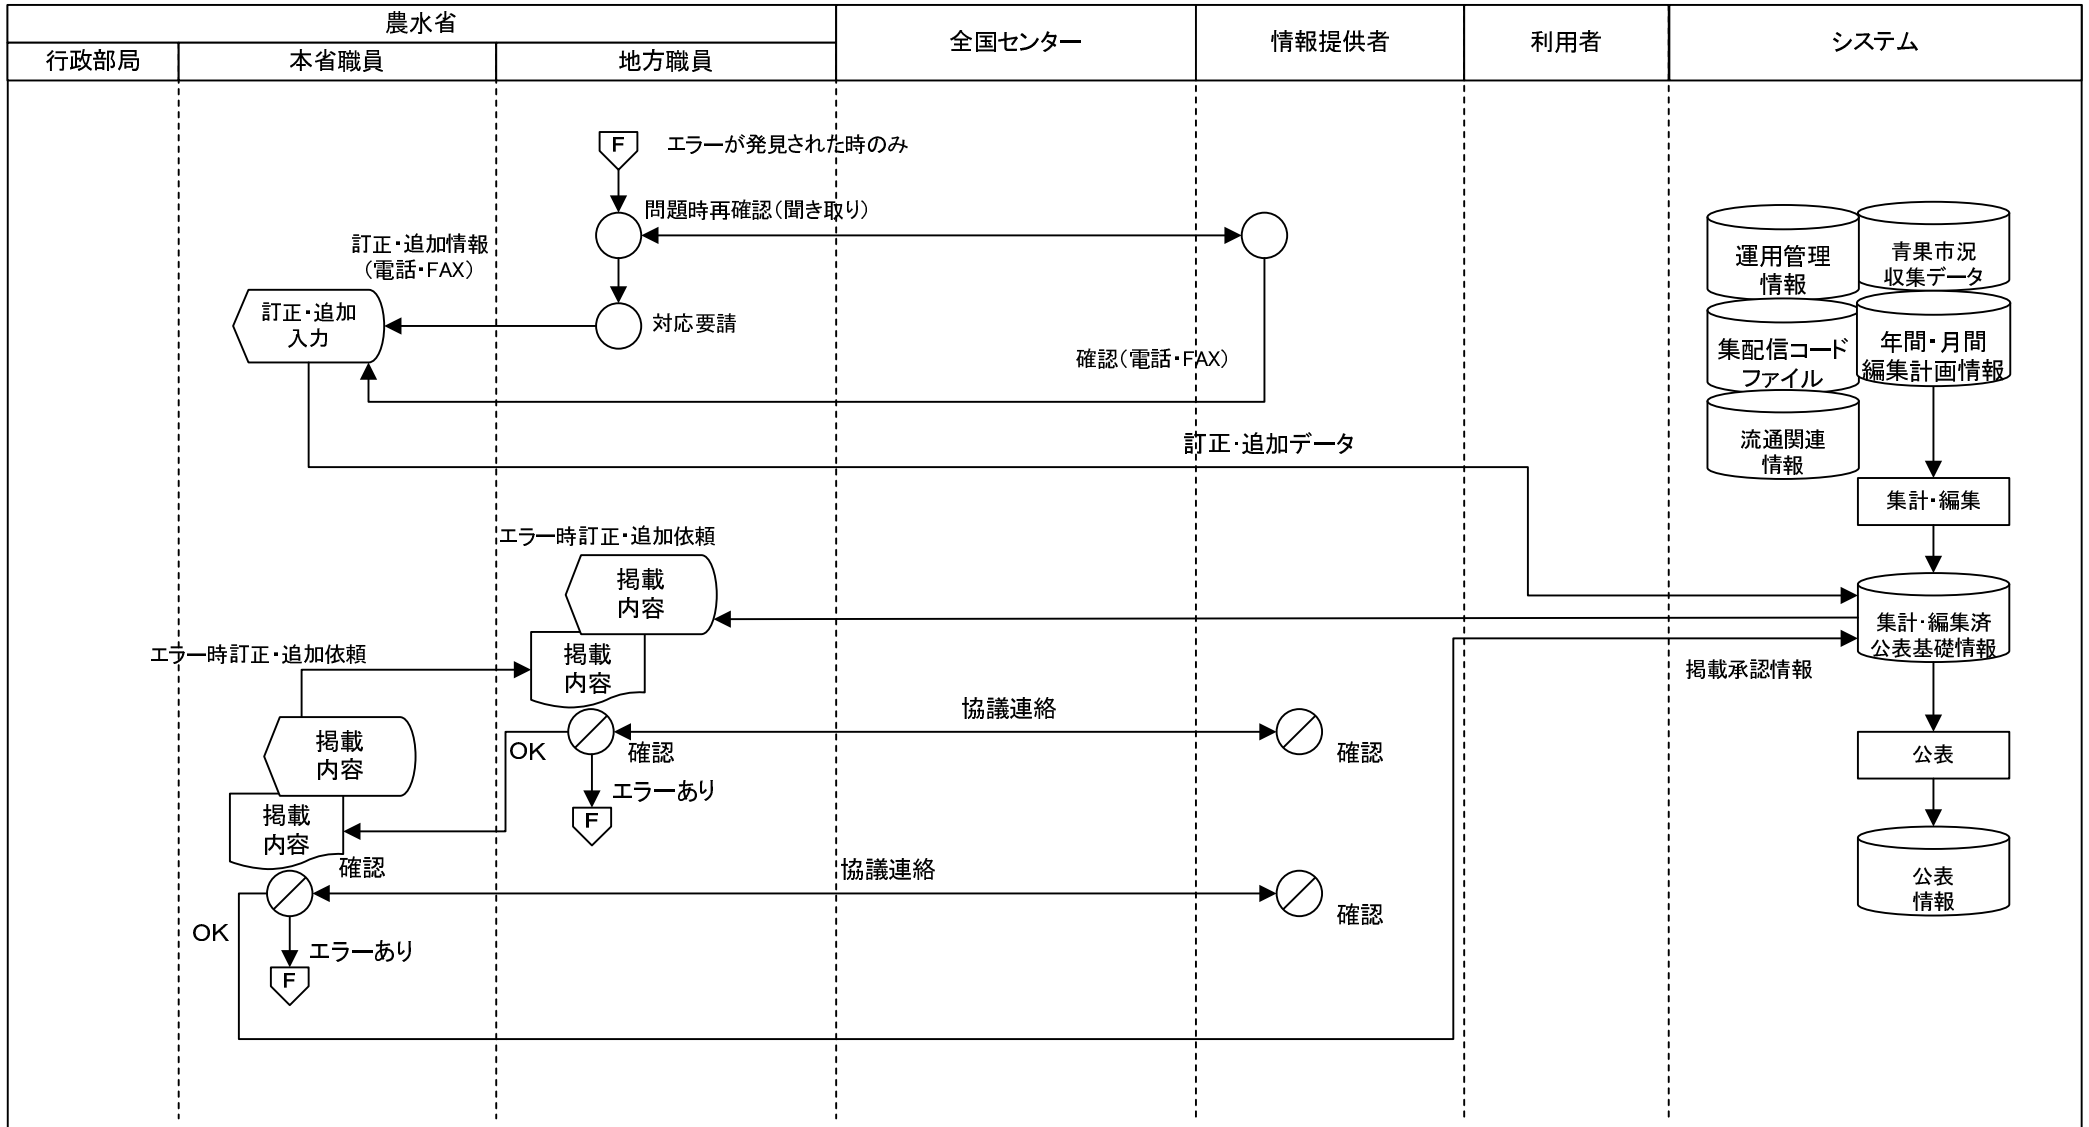 農水省
行政部局
本省職員
地方職員
全国センター
情報提供者
利用者
システム
F
エラーが発見された時のみ
問題時再確認(聞き取り)
訂正・追加情報
(電話・FAX)
訂正・追加
入力
対応要請
確認(電話・FAX)
訂正・追加データ
運用管理
情報
青果市況
収集データ
集配信コード
ファイル
年間・月間
編集計画情報
流通関連
情報
集計・編集
エラー時訂正・追加依頼
掲載
内容
掲載
内容
集計・編集済
公表基礎情報
エラー時訂正・追加依頼
掲載承認情報
掲載
内容
掲載
内容
OK
確認
協議連絡
確認
エラーあり
F
公表
確認
協議連絡
確認
OK
エラーあり
F
公表
情報